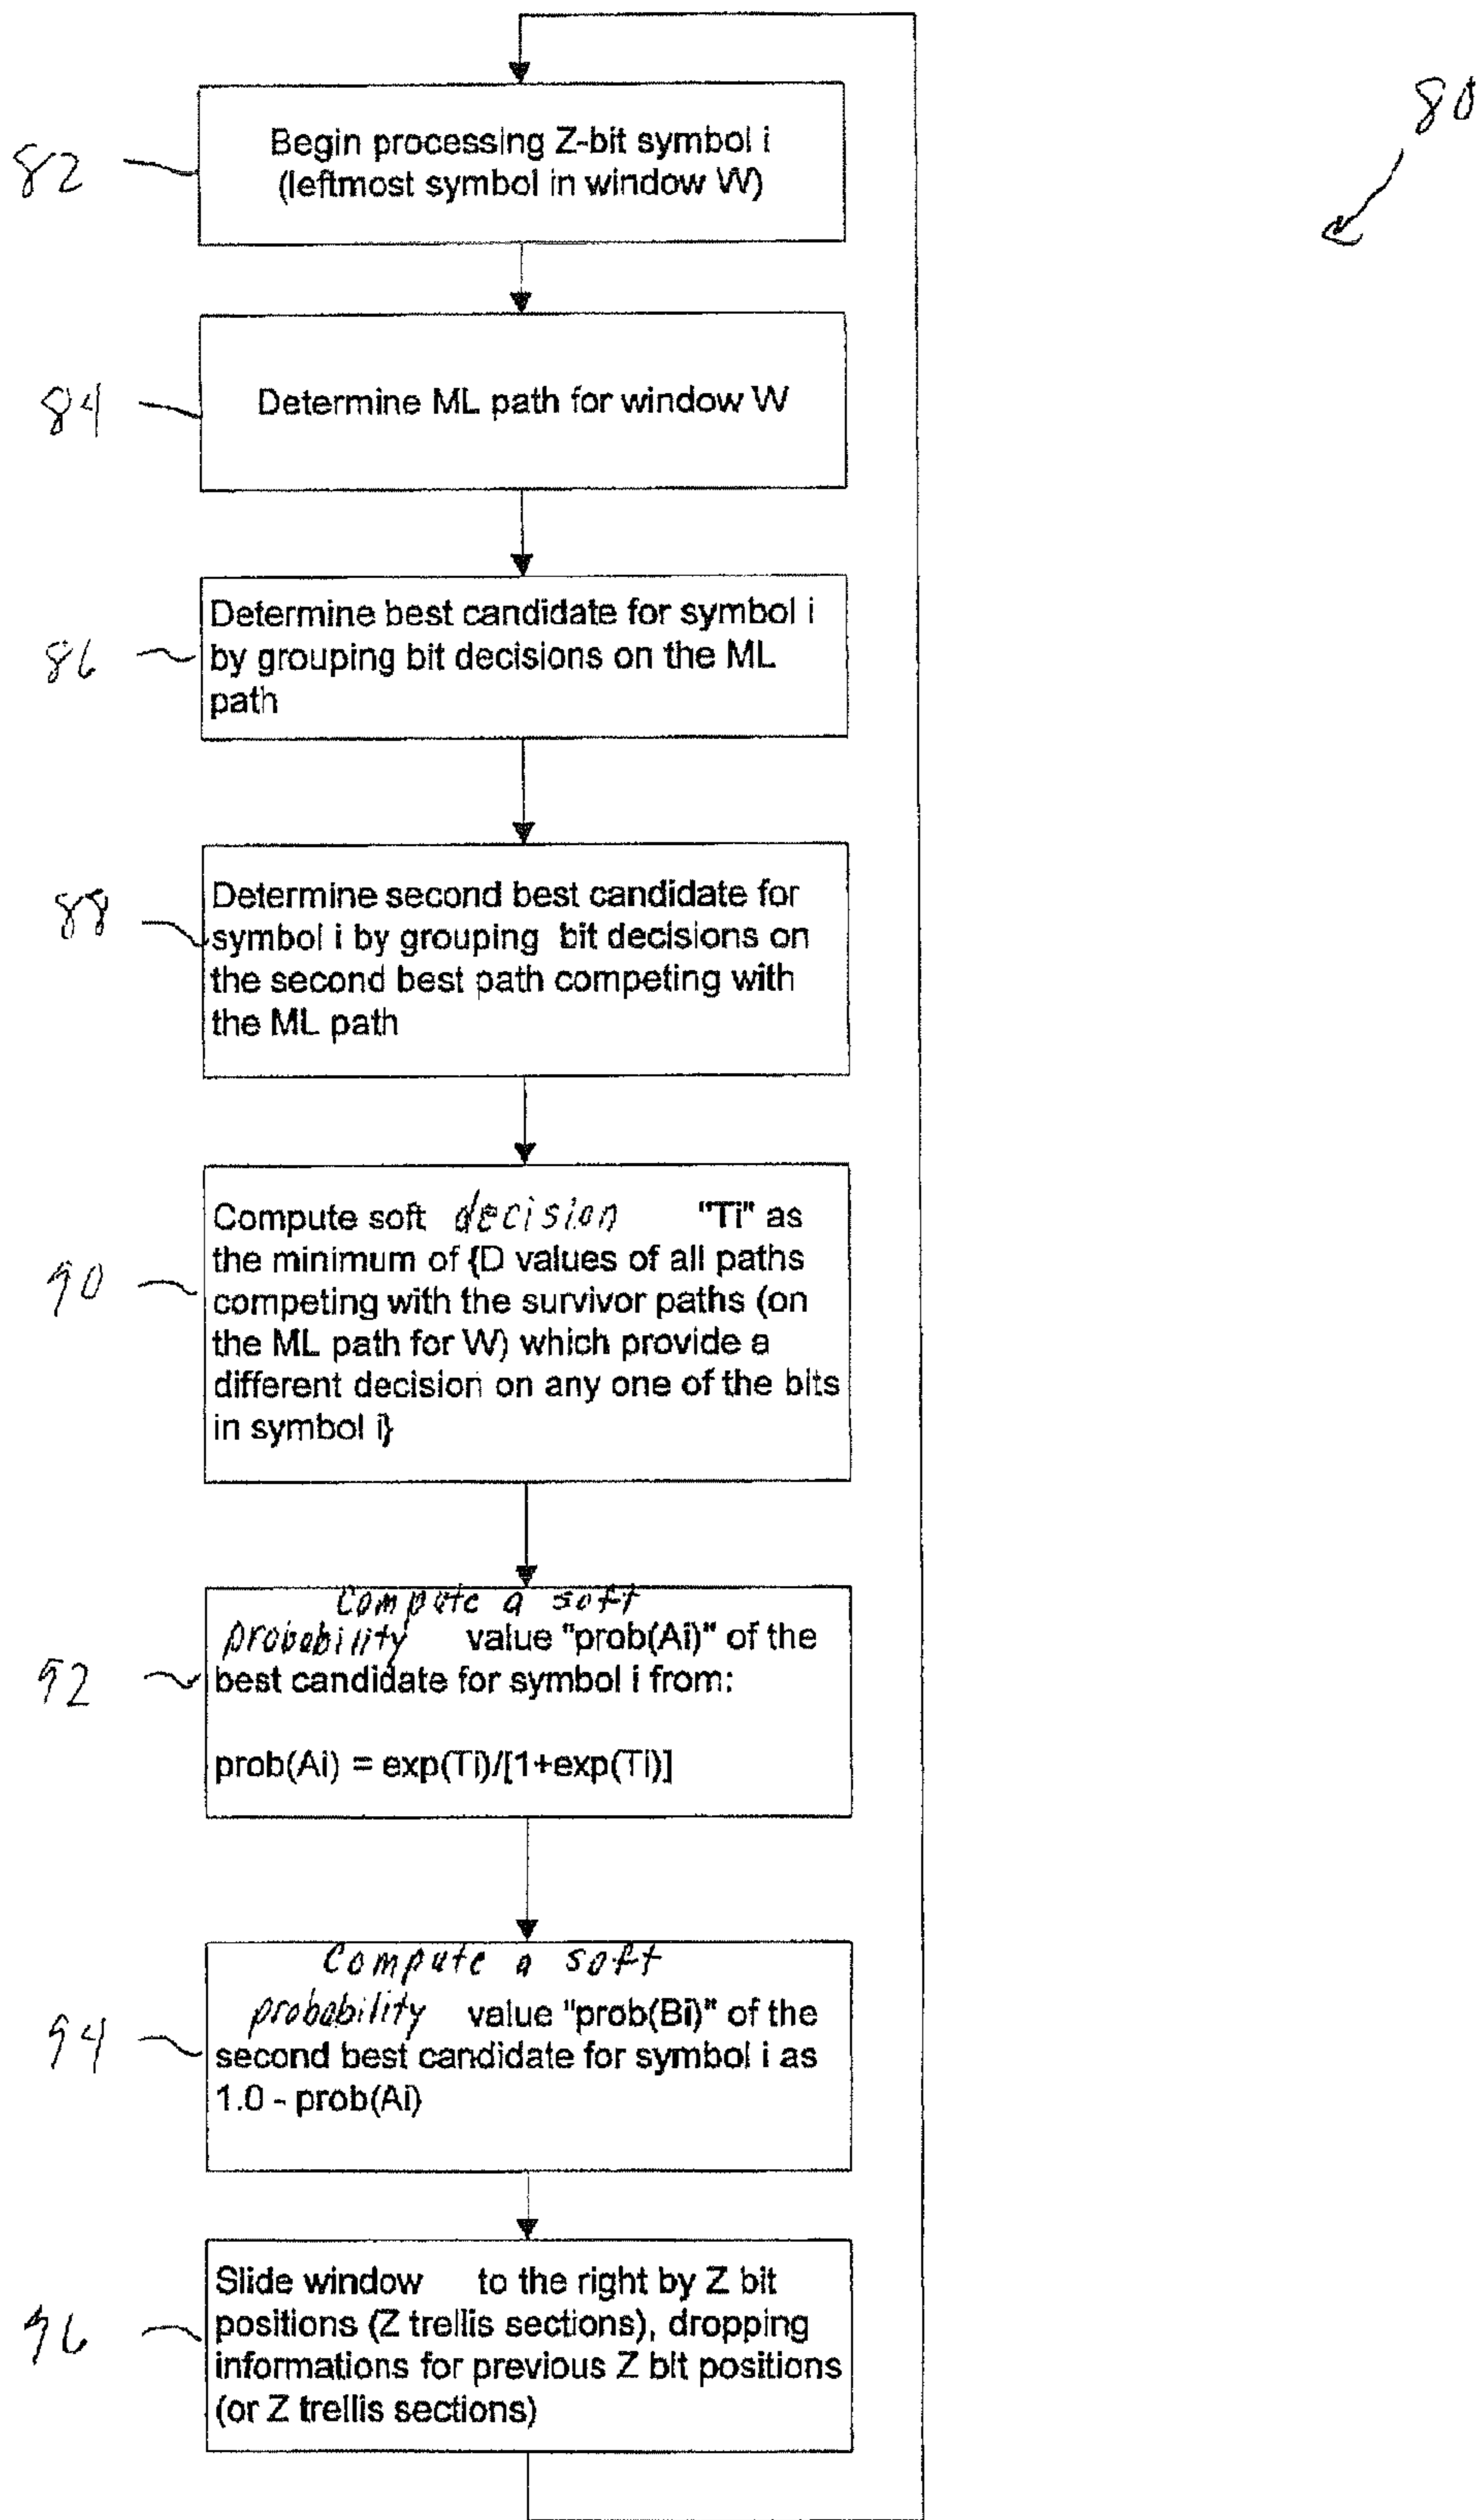 80
82
Begin processing Z-bit symbol i
(leftmost symbol in window W)
84
Determine ML path for window W
86
Determine best candidate for symbol i
by grouping bit decisions on the ML
path
88
Determine second best candidate for
symbol i by grouping bit decisions on
the second best path competing with
the ML path
90
Compute soft decision "Ti" as
the minimum of {D values of all paths
competing with the survivor paths (on
the ML path for W) which provide a
different decision on any one of the bits
in symbol i}
92
Compute a soft
probability value "prob(Ai)" of the
best candidate for symbol i from:
prob(Ai) = exp(Ti)/[1+exp(Ti)]
94
Compute a soft
probability value "prob(Bi)" of the
second best candidate for symbol i as
1.0 - prob(Ai)
96
Slide window to the right by Z bit
positions (Z trellis sections), dropping
informations for previous Z bit positions
(or Z trellis sections)